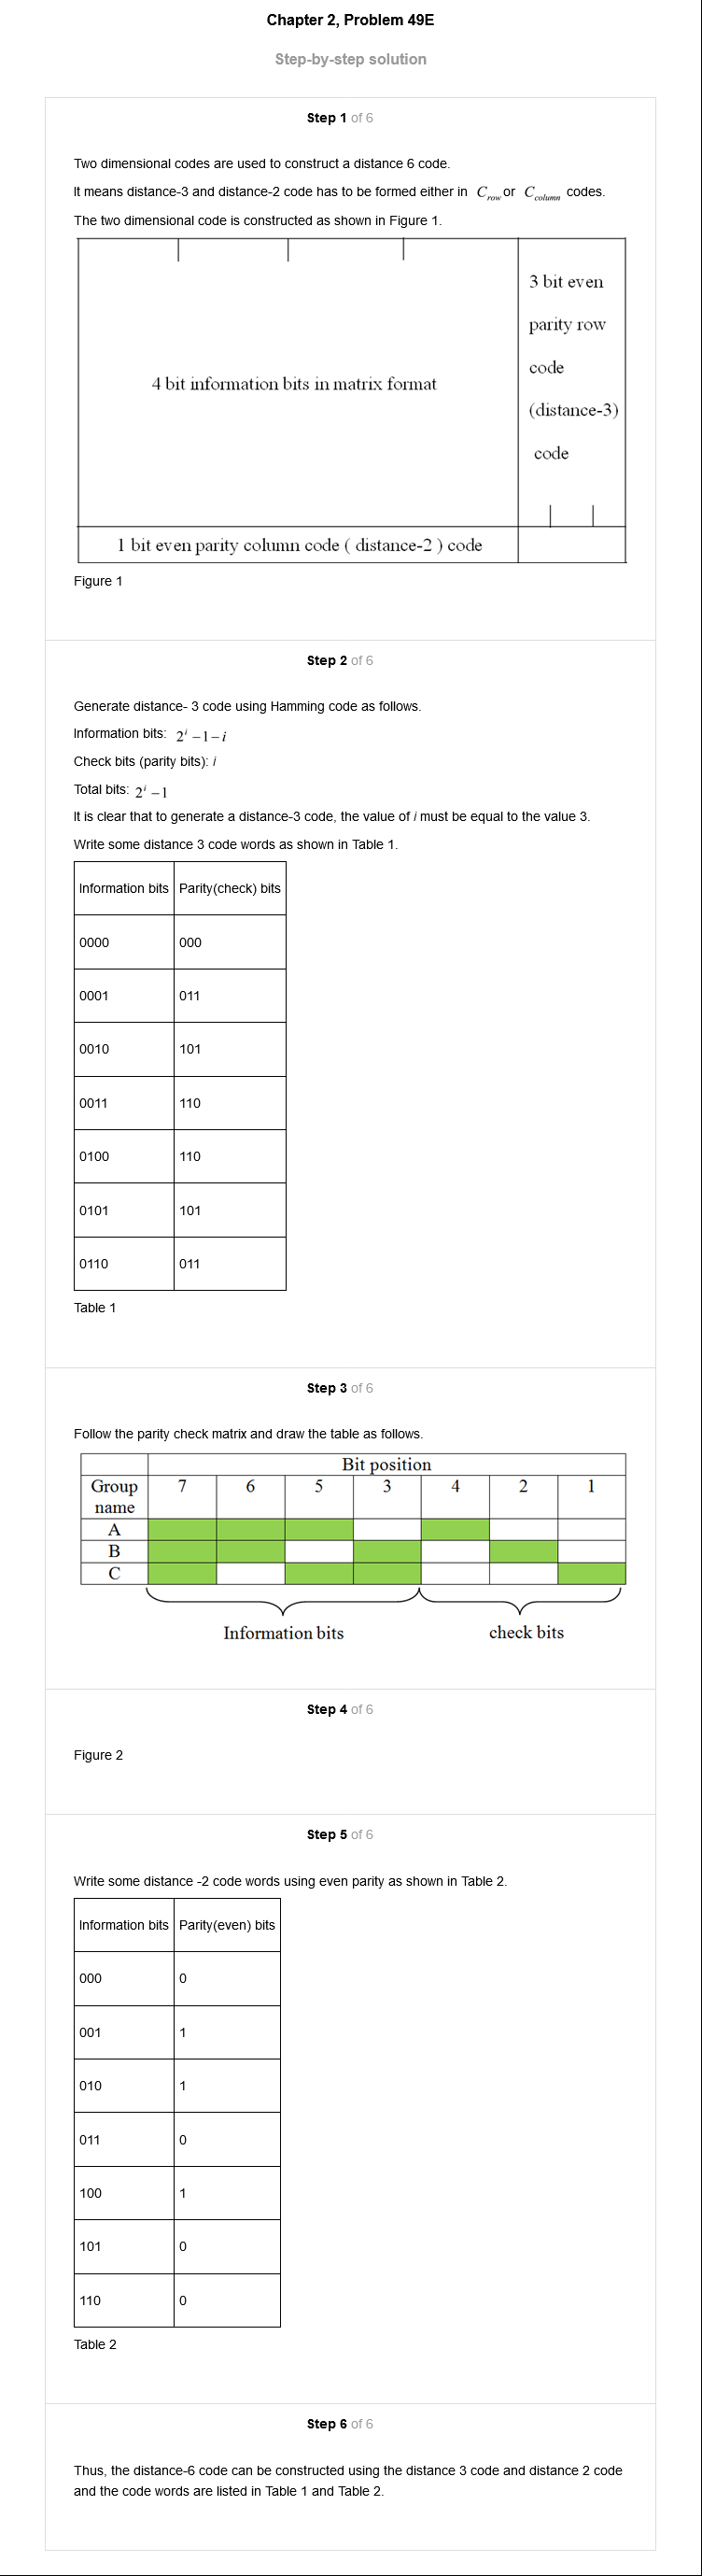 Chapter 2, Problem 49E
Step-by-step solution
Step 1 of 6
Two dimensional codes are used to construct a distance 6 code.
It means distance-3 and distance-2 code has to be formed either in C_row or C_column codes.
The two dimensional code is constructed as shown in Figure 1.
4 bit information bits in matrix format
3 bit even
parity row
code
(distance-3)
code
1 bit even parity column code ( distance-2 ) code
Figure 1
Step 2 of 6
Generate distance- 3 code using Hamming code as follows.
Information bits: 2^i −1−i
Check bits (parity bits): i
Total bits: 2^i −1
It is clear that to generate a distance-3 code, the value of i must be equal to the value 3.
Write some distance 3 code words as shown in Table 1.
Information bits Parity(check) bits
0000 000
0001 011
0010 101
0011 110
0100 110
0101 101
0110 011
Table 1
Step 3 of 6
Follow the parity check matrix and draw the table as follows.
Bit position
Group name 7 6 5 3 4 2 1
A
B
C
Information bits check bits
Step 4 of 6
Figure 2
Step 5 of 6
Write some distance -2 code words using even parity as shown in Table 2.
Information bits Parity(even) bits
000 0
001 1
010 1
011 0
100 1
101 0
110 0
Table 2
Step 6 of 6
Thus, the distance-6 code can be constructed using the distance 3 code and distance 2 code
and the code words are listed in Table 1 and Table 2.